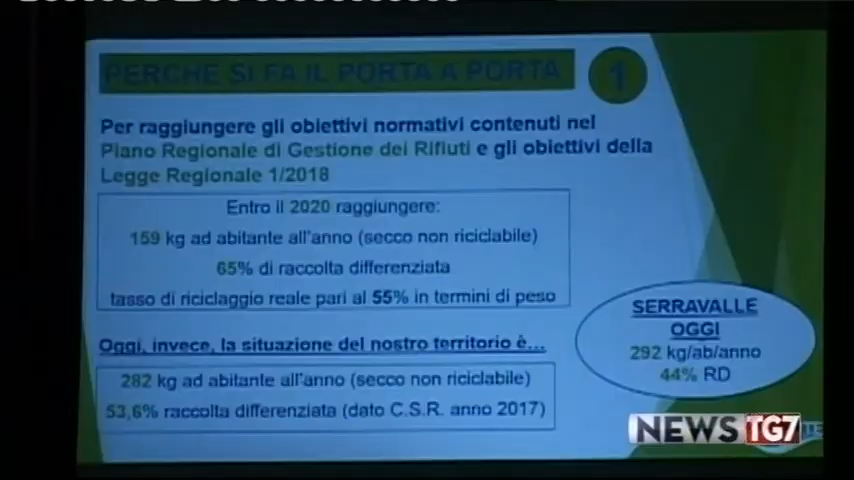 PERCHÈ SI FA IL PORTA A PORTA
1
Per raggiungere gli obiettivi normativi contenuti nel
Piano Regionale di Gestione dei Rifiuti e gli obiettivi della
Legge Regionale 1/2018
Entro il 2020 raggiungere:
159 kg ad abitante all'anno (secco non riciclabile)
65% di raccolta differenziata
tasso di riciclaggio reale pari al 55% in termini di peso
Oggi, invece, la situazione del nostro territorio è...
282 kg ad abitante all'anno (secco non riciclabile)
53,6% raccolta differenziata (dato C.S.R. anno 2017)
SERRAVALLE
OGGI
292 kg/ab/anno
44% RD
NEWS TG7